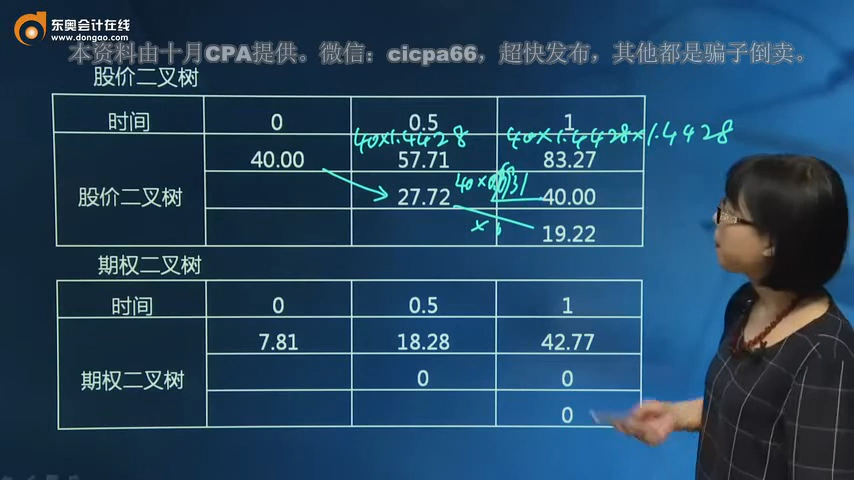 东奥会计在线
www.dongao.com
本资料由十月CPA提供。微信：cicpa66，超快发布，其他都是骗子倒卖。
股价二叉树
时间 0 0.5 1
40×1.4428 40×1.4428×1.4428
40.00 57.71 83.27
股价二叉树 27.72 40× 31 40.00
× 19.22
期权二叉树
时间 0 0.5 1
7.81 18.28 42.77
期权二叉树 0 0
0